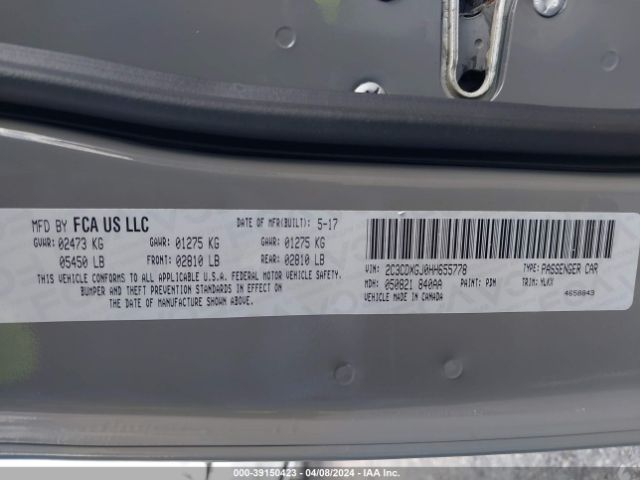 MFD BY FCA US LLC
DATE OF MFR(BUILT): 5-17
GVWR: 02473 KG GAWR: 01275 KG GAWR: 01275 KG
05450 LB FRONT: 02810 LB REAR: 02810 LB
THIS VEHICLE CONFORMS TO ALL APPLICABLE U.S.A. FEDERAL MOTOR VEHICLE SAFETY,
BUMPER AND THEFT PREVENTION STANDARDS IN EFFECT ON
THE DATE OF MANUFACTURE SHOWN ABOVE.
VIN: 2C3CDXGJ0HH655778 TYPE: PASSENGER CAR
MDH: 050821 840AA PAINT: PDN TRIM: MLXX
VEHICLE MADE IN CANADA 4658843
000-39150423 - 04/08/2024 - IAA Inc.